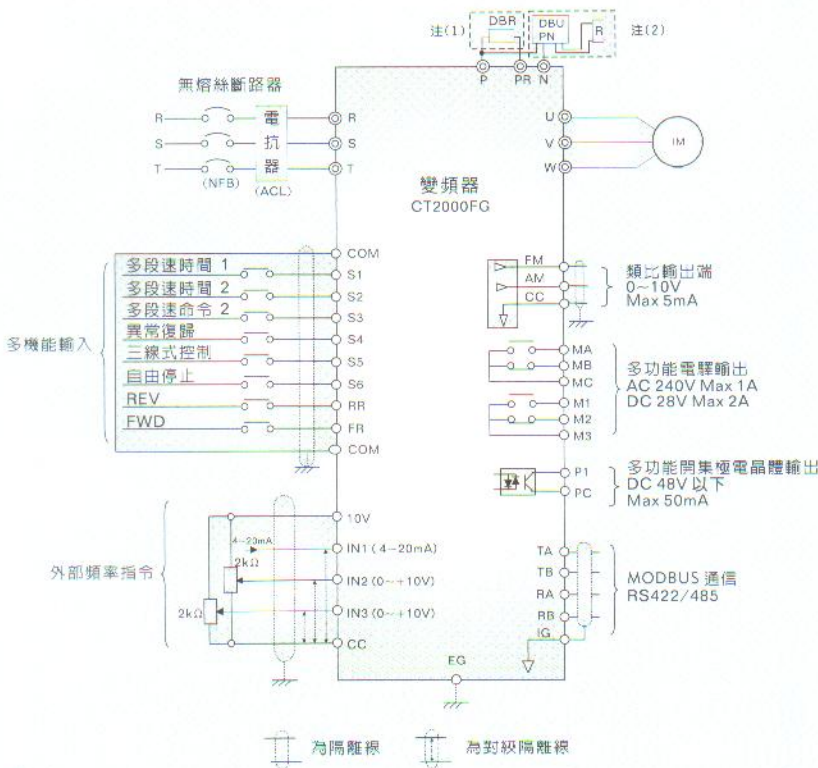 注(1)
DBR
DBU
PN
R
注(2)
P
PR
N
無熔絲斷路器
R
S
T
(NFB)
電抗器
(ACL)
R
S
T
U
V
W
IM
變頻器
CT2000FG
多機能輸入
COM
多段速時間 1
S1
多段速時間 2
S2
多段速命令 2
S3
異常復歸
S4
三線式控制
S5
自由停止
S6
REV
RR
FWD
FR
COM
FM
AM
CC
類比輸出端
0~10V
Max 5mA
MA
MB
MC
M1
M2
M3
多功能電驛輸出
AC 240V Max 1A
DC 28V Max 2A
P1
PC
多功能開集極電晶體輸出
DC 48V 以下
Max 50mA
外部頻率指令
10V
4~20mA
IN1 (4~20mA)
2kΩ
IN2 (0~+10V)
2kΩ
IN3 (0~+10V)
CC
TA
TB
RA
RB
IG
MODBUS 通信
RS422/485
EG
為隔離線
為對絞隔離線